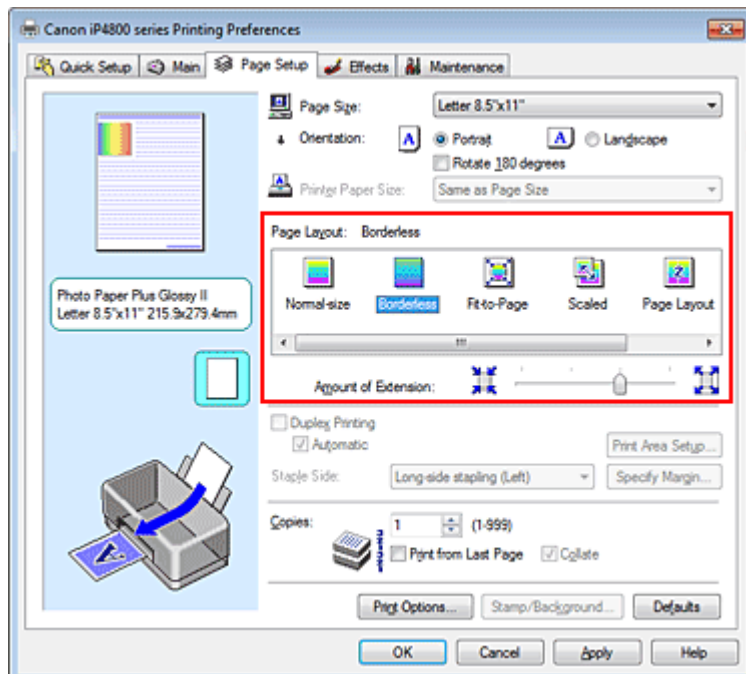 Canon iP4800 series Printing Preferences
Quick Setup Main Page Setup Effects Maintenance
Page Size: Letter 8.5"x11"
Orientation: A Portrait A Landscape
Rotate 180 degrees
Printer Paper Size: Same as Page Size
Page Layout: Borderless
Normal-size Borderless Fit-to-Page Scaled Page Layout
Photo Paper Plus Glossy II
Letter 8.5"x11" 215.9x279.4mm
Amount of Extension:
Duplex Printing
Automatic
Print Area Setup...
Staple Side: Long-side stapling (Left) Specify Margin...
Copies: 1 (1-999)
Print from Last Page Collate
Print Options... Stamp/Background... Defaults
OK Cancel Apply Help